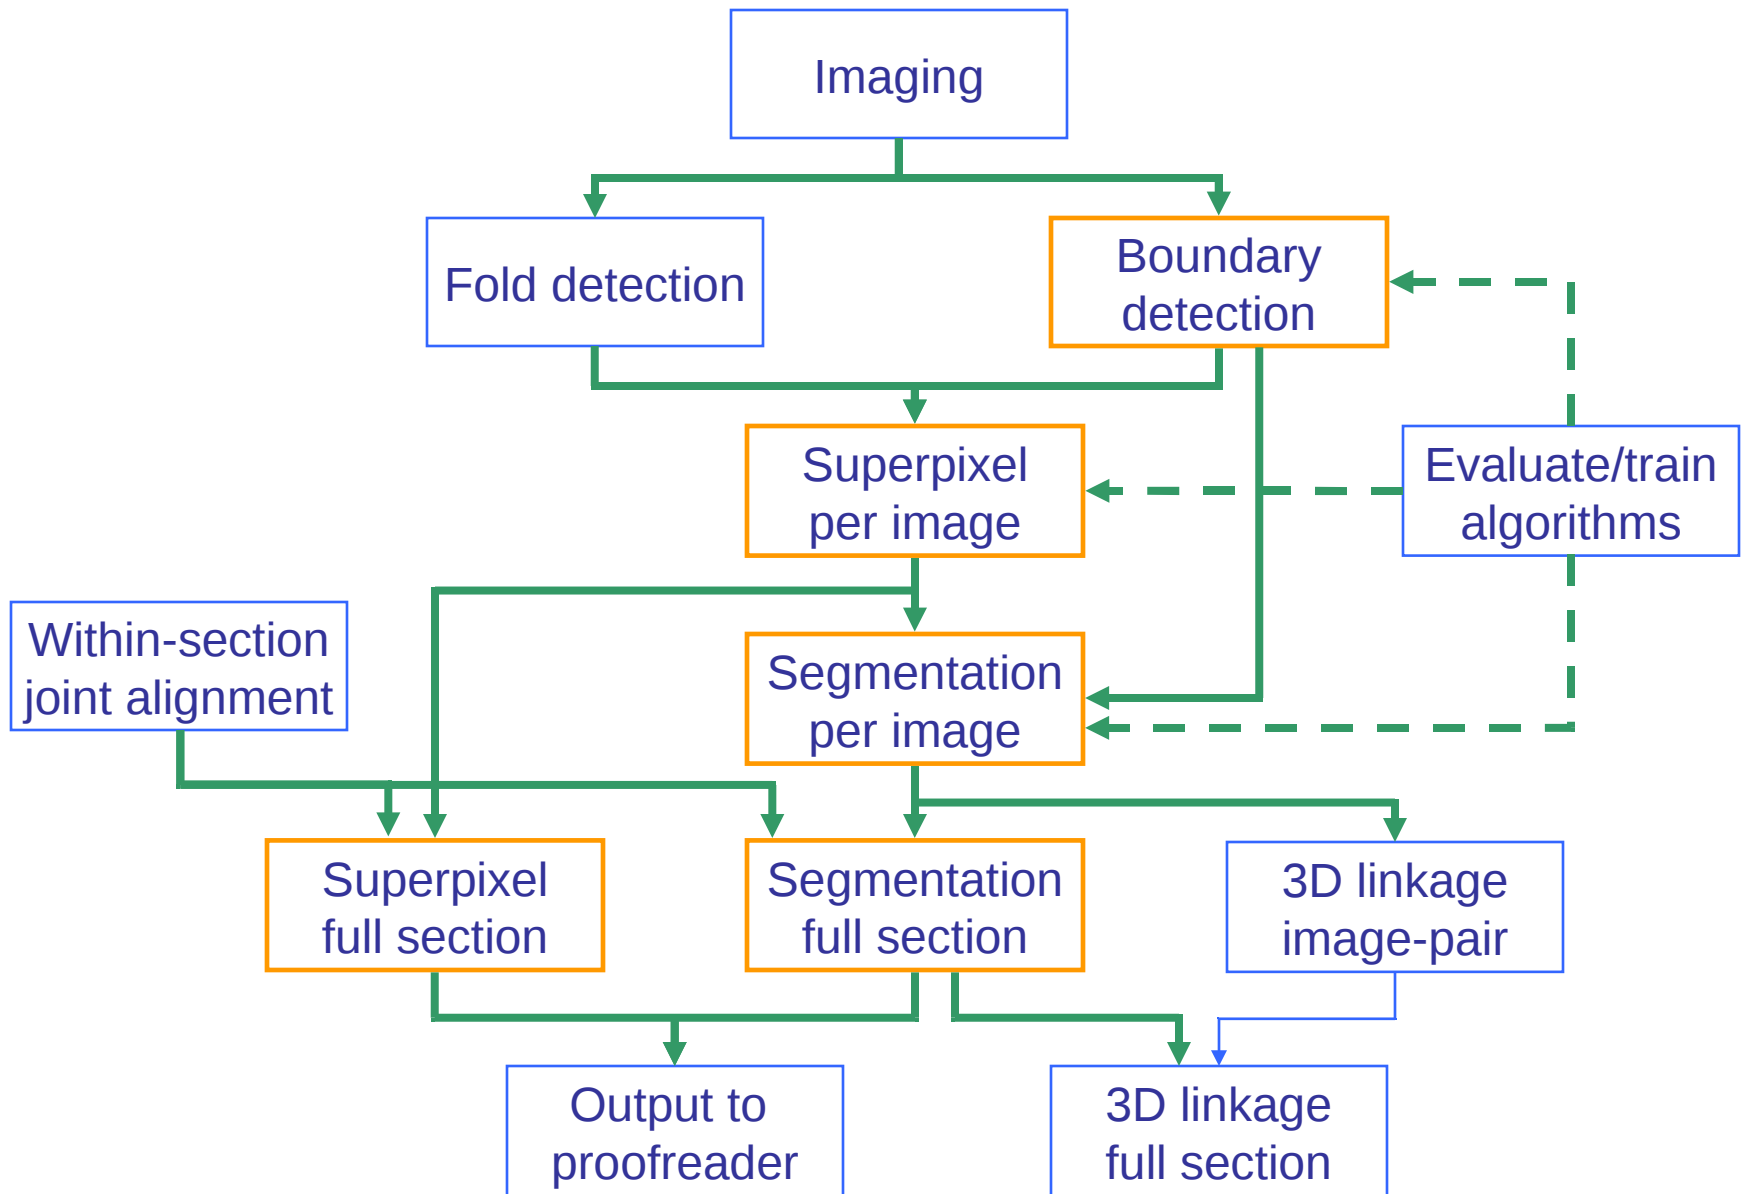 Imaging
Fold detection
Boundary
detection
Superpixel
per image
Evaluate/train
algorithms
Within-section
joint alignment
Segmentation
per image
Superpixel
full section
Segmentation
full section
3D linkage
image-pair
Output to
proofreader
3D linkage
full section